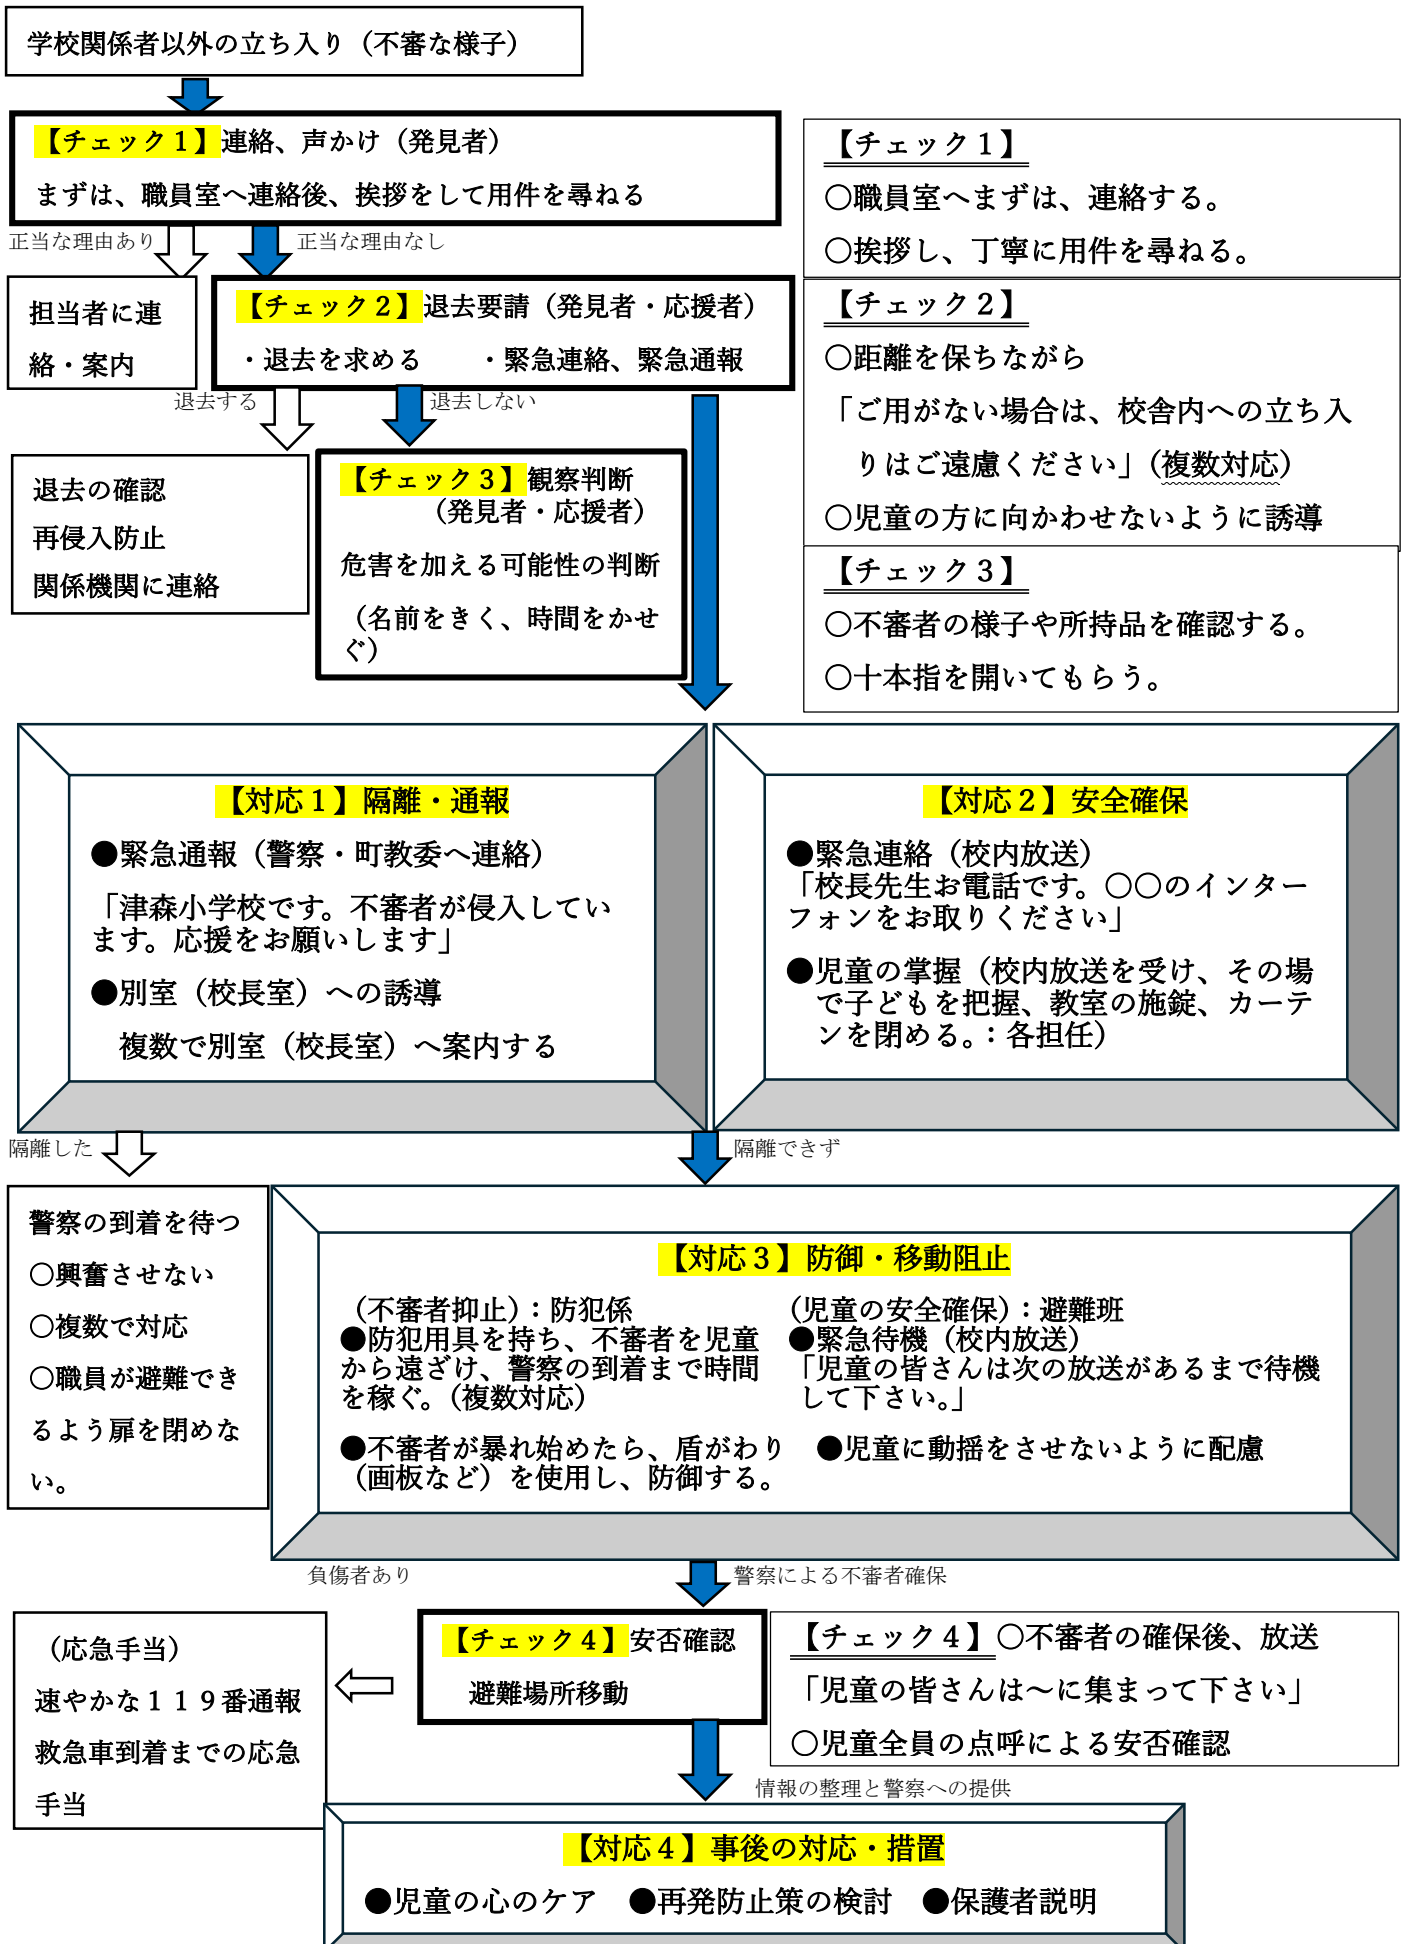 学校関係者以外の立ち入り（不審な様子）
【チェック１】連絡、声かけ（発見者）
まずは、職員室へ連絡後、挨拶をして用件を尋ねる
【チェック１】
○職員室へまずは、連絡する。
○挨拶し、丁寧に用件を尋ねる。
正当な理由あり
正当な理由なし
担当者に連
絡・案内
【チェック２】退去要請（発見者・応援者）
・退去を求める　　・緊急連絡、緊急通報
【チェック２】
○距離を保ちながら
「ご用がない場合は、校舎内への立ち入
りはご遠慮ください」（複数対応）
○児童の方に向かわせないように誘導
退去する
退去しない
退去の確認
再侵入防止
関係機関に連絡
【チェック３】観察判断
（発見者・応援者）
危害を加える可能性の判断
（名前をきく、時間をかせ
ぐ）
【チェック３】
○不審者の様子や所持品を確認する。
○十本指を開いてもらう。
【対応１】隔離・通報
●緊急通報（警察・町教委へ連絡）
「津森小学校です。不審者が侵入してい
ます。応援をお願いします」
●別室（校長室）への誘導
複数で別室（校長室）へ案内する
【対応２】安全確保
●緊急連絡（校内放送）
「校長先生お電話です。○○のインター
フォンをお取りください」
●児童の掌握（校内放送を受け、その場
で子どもを把握、教室の施錠、カーテ
ンを閉める。：各担任）
隔離した
隔離できず
警察の到着を待つ
○興奮させない
○複数で対応
○職員が避難でき
るよう扉を閉めな
い。
【対応３】防御・移動阻止
（不審者抑止）：防犯係
●防犯用具を持ち、不審者を児童
から遠ざけ、警察の到着まで時間
を稼ぐ。（複数対応）
●不審者が暴れ始めたら、盾がわり
（画板など）を使用し、防御する。
（児童の安全確保）：避難班
●緊急待機（校内放送）
「児童の皆さんは次の放送があるまで待機
して下さい。」
●児童に動揺をさせないように配慮
負傷者あり
警察による不審者確保
（応急手当）
速やかな１１９番通報
救急車到着までの応急
手当
【チェック４】安否確認
避難場所移動
【チェック４】○不審者の確保後、放送
「児童の皆さんは～に集まって下さい」
○児童全員の点呼による安否確認
情報の整理と警察への提供
【対応４】事後の対応・措置
●児童の心のケア　●再発防止策の検討　●保護者説明